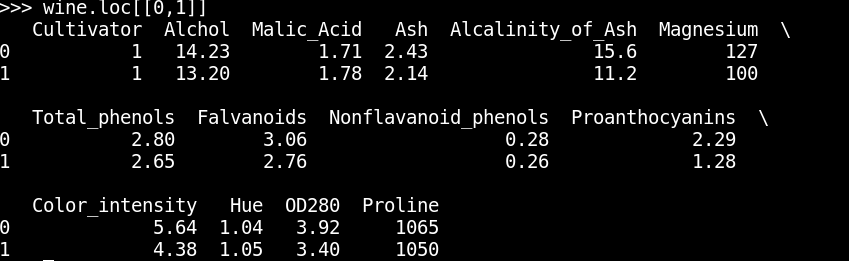 >>> wine.loc[[0,1]]
   Cultivator  Alchol  Malic_Acid   Ash  Alcalinity_of_Ash  Magnesium  \
0           1   14.23        1.71  2.43               15.6        127
1           1   13.20        1.78  2.14               11.2        100

   Total_phenols  Falvanoids  Nonflavanoid_phenols  Proanthocyanins  \
0           2.80        3.06                  0.28             2.29
1           2.65        2.76                  0.26             1.28

   Color_intensity   Hue  OD280  Proline
0             5.64  1.04   3.92     1065
1             4.38  1.05   3.40     1050